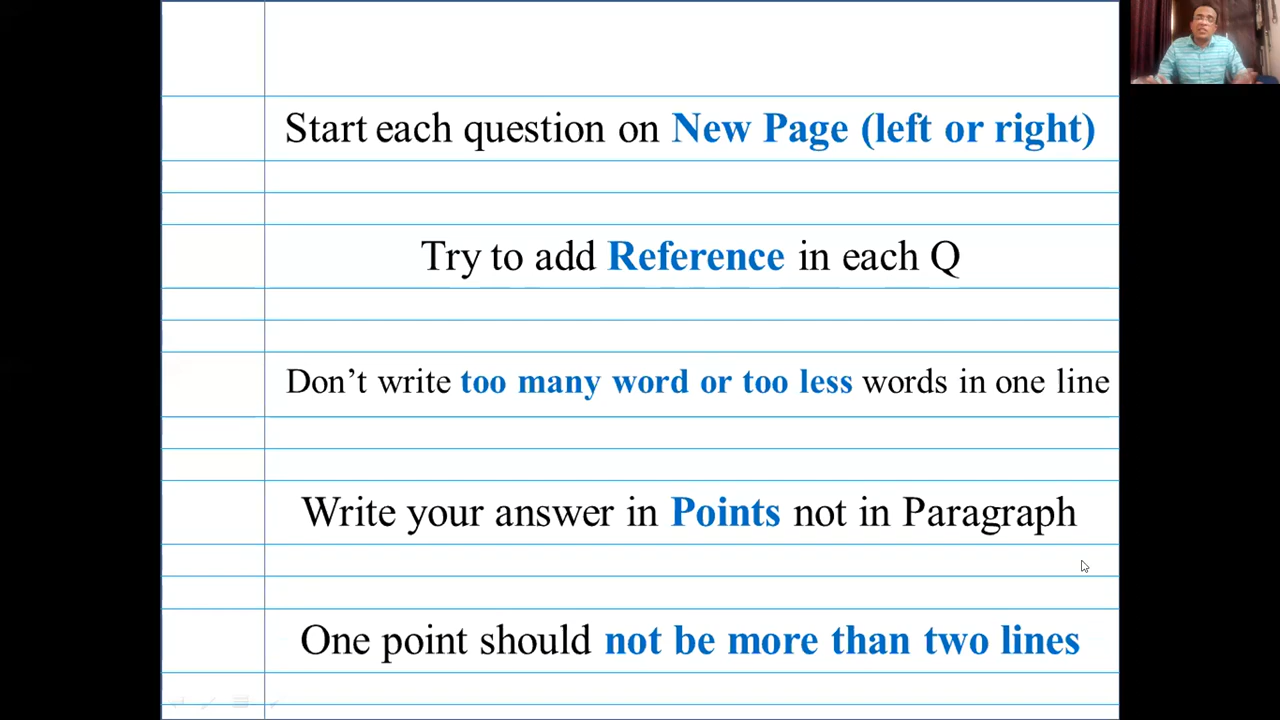 Start each question on New Page (left or right)
Try to add Reference in each Q
Don’t write too many word or too less words in one line
Write your answer in Points not in Paragraph
One point should not be more than two lines